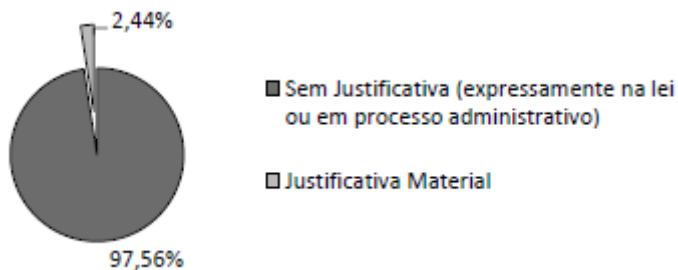 2,44%
Sem Justificativa (expressamente na lei
ou em processo administrativo)
Justificativa Material
97,56%